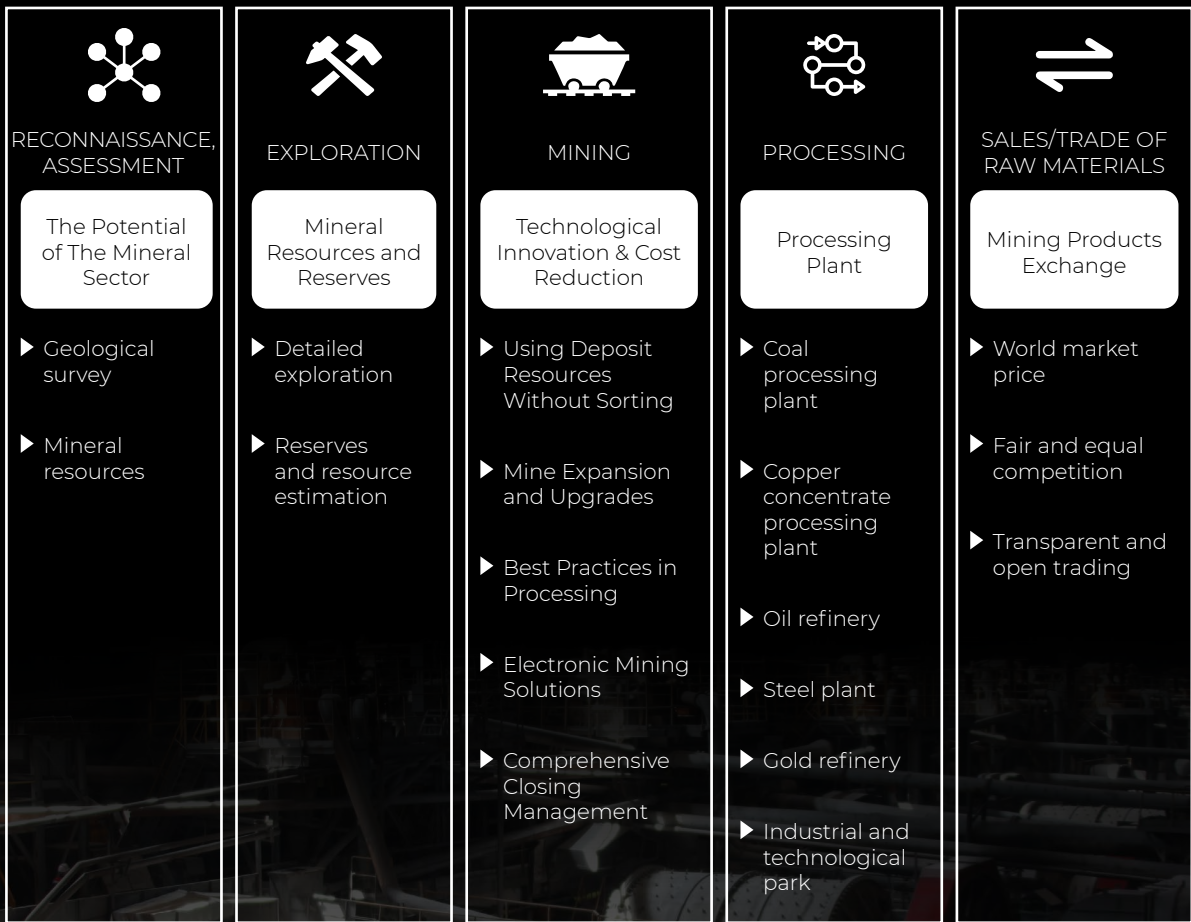 RECONNAISSANCE,
ASSESSMENT
The Potential
of The Mineral
Sector
Geological
survey
Mineral
resources
EXPLORATION
Mineral
Resources and
Reserves
Detailed
exploration
Reserves
and resource
estimation
MINING
Technological
Innovation & Cost
Reduction
Using Deposit
Resources
Without Sorting
Mine Expansion
and Upgrades
Best Practices in
Processing
Electronic Mining
Solutions
Comprehensive
Closing
Management
PROCESSING
Processing
Plant
Coal
processing
plant
Copper
concentrate
processing
plant
Oil refinery
Steel plant
Gold refinery
Industrial and
technological
park
SALES/TRADE OF
RAW MATERIALS
Mining Products
Exchange
World market
price
Fair and equal
competition
Transparent and
open trading